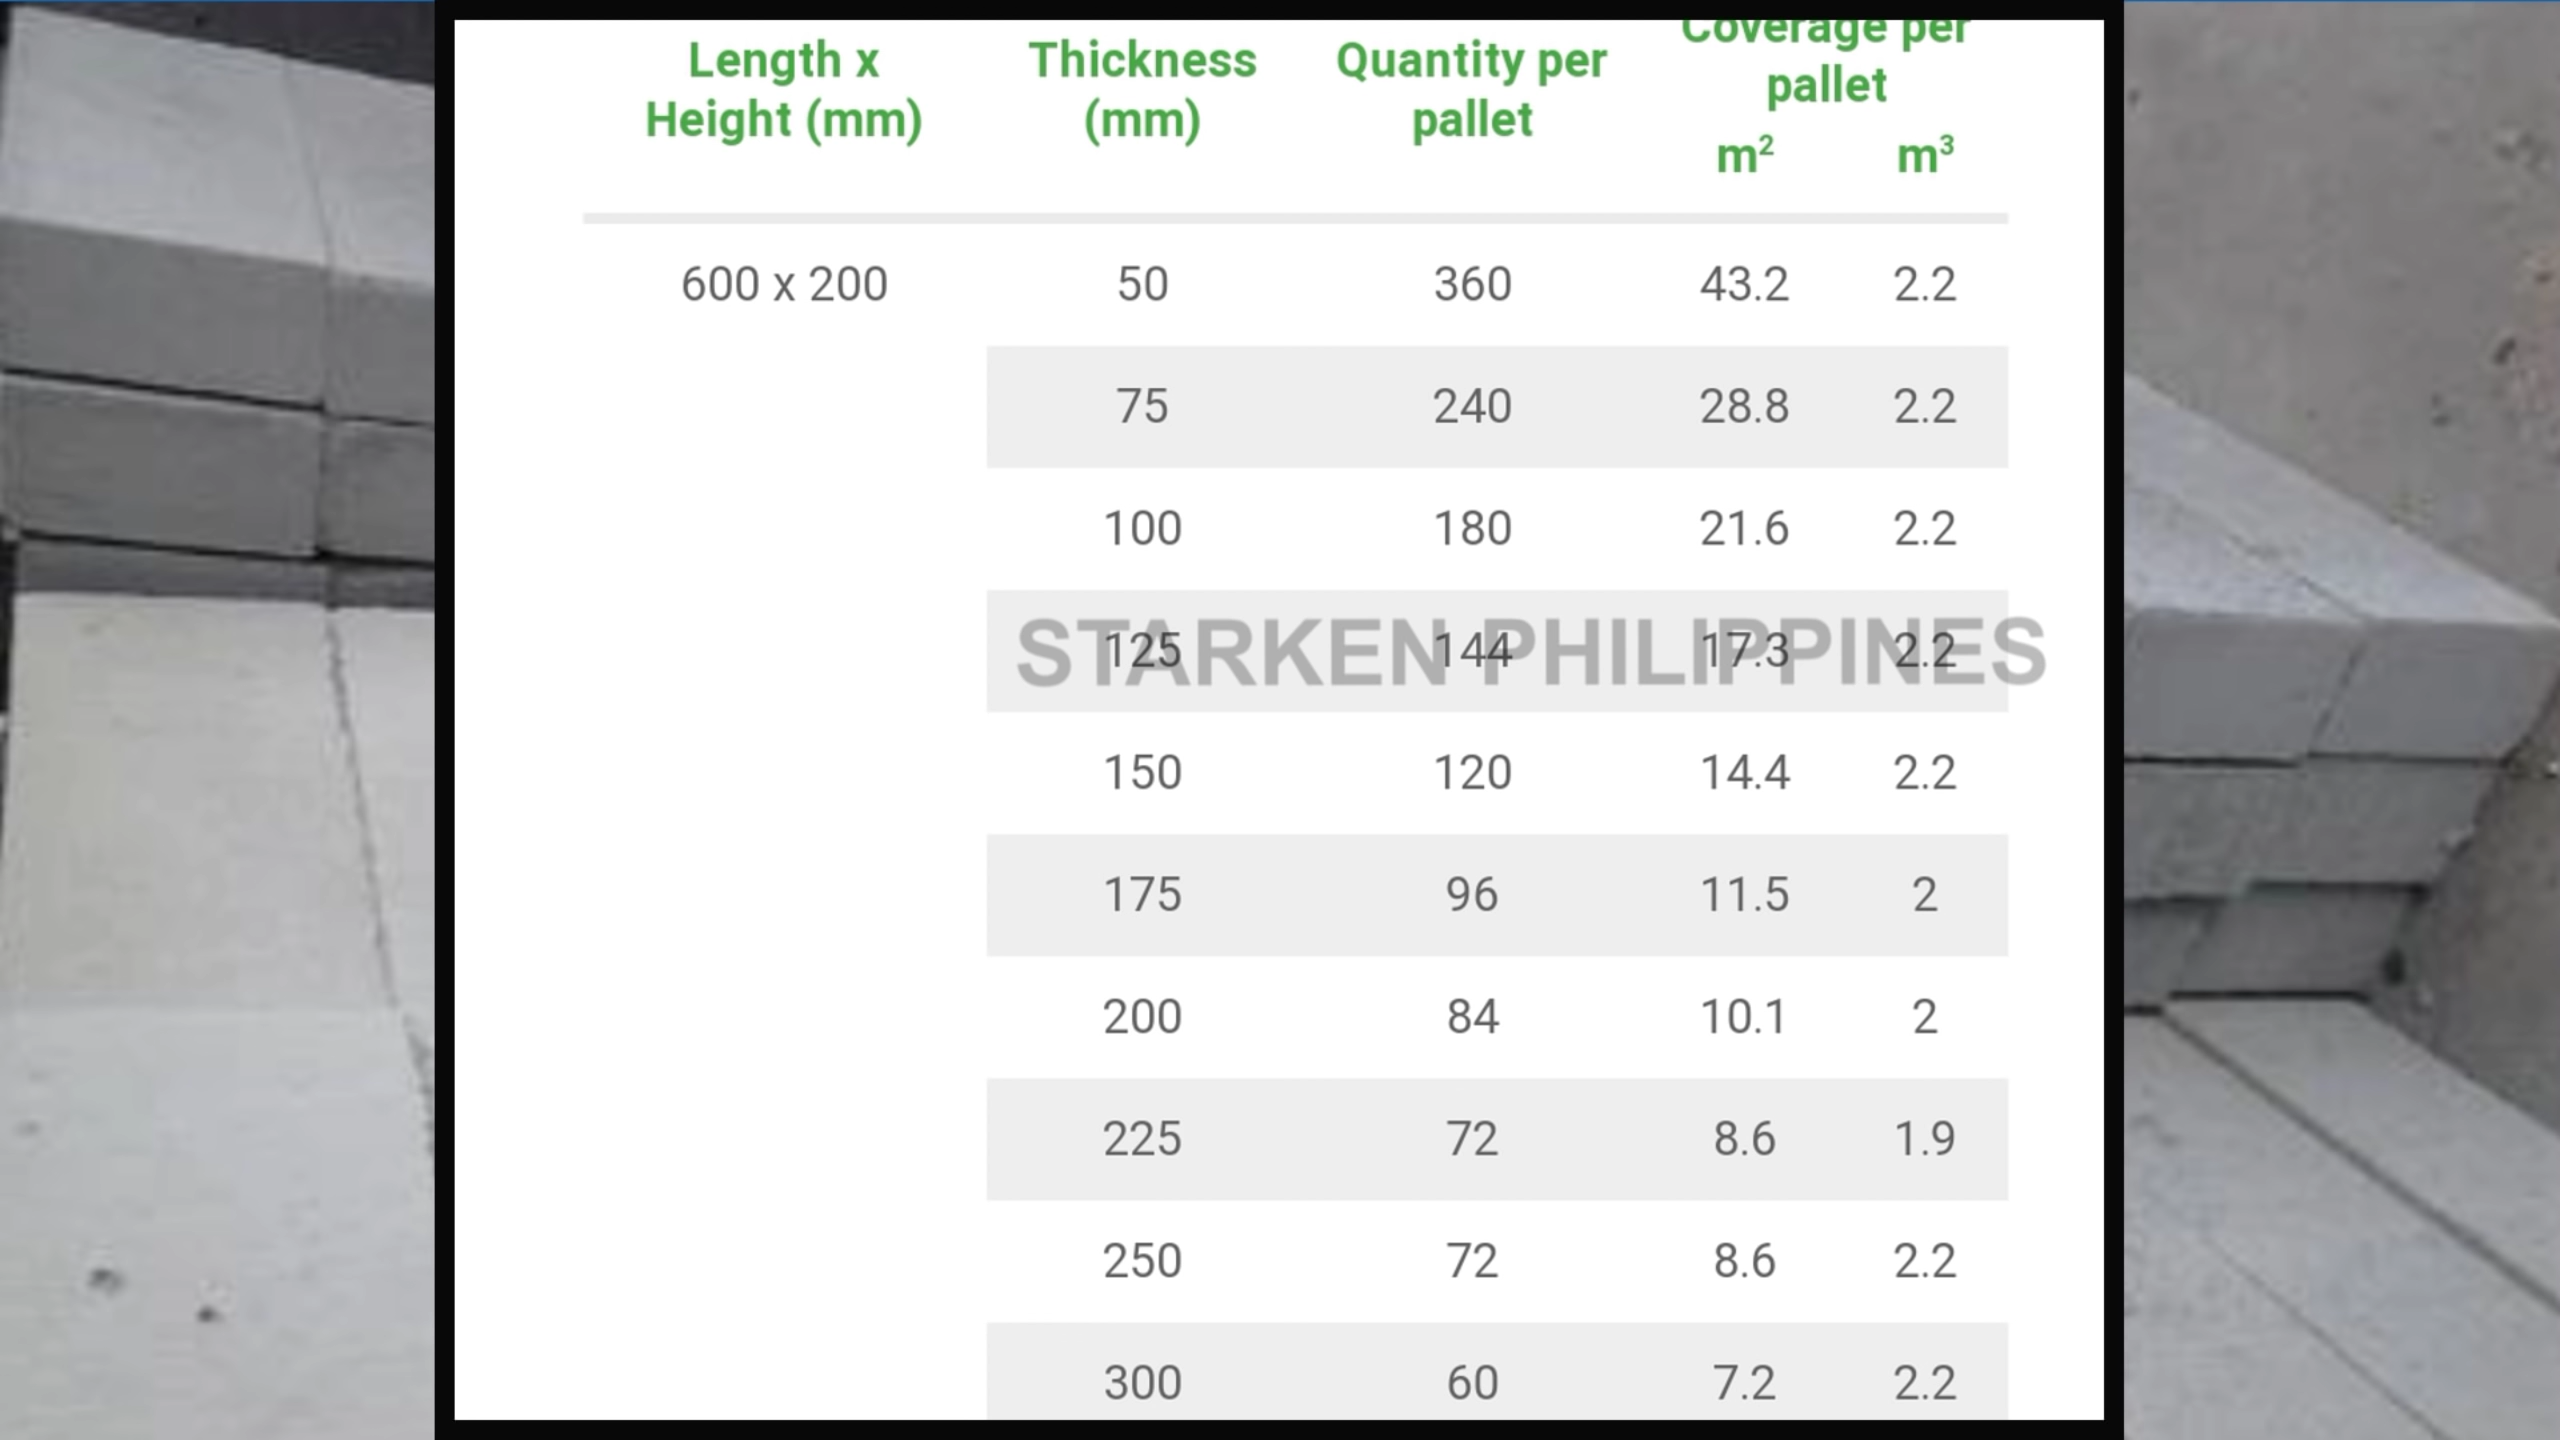 Length x
Height (mm)
Thickness
(mm)
Quantity per
pallet
Coverage per
pallet
m² m³
600 x 200 50 360 43.2 2.2
75 240 28.8 2.2
100 180 21.6 2.2
125 144 17.3 2.2
STARKEN PHILIPPINES
150 120 14.4 2.2
175 96 11.5 2
200 84 10.1 2
225 72 8.6 1.9
250 72 8.6 2.2
300 60 7.2 2.2